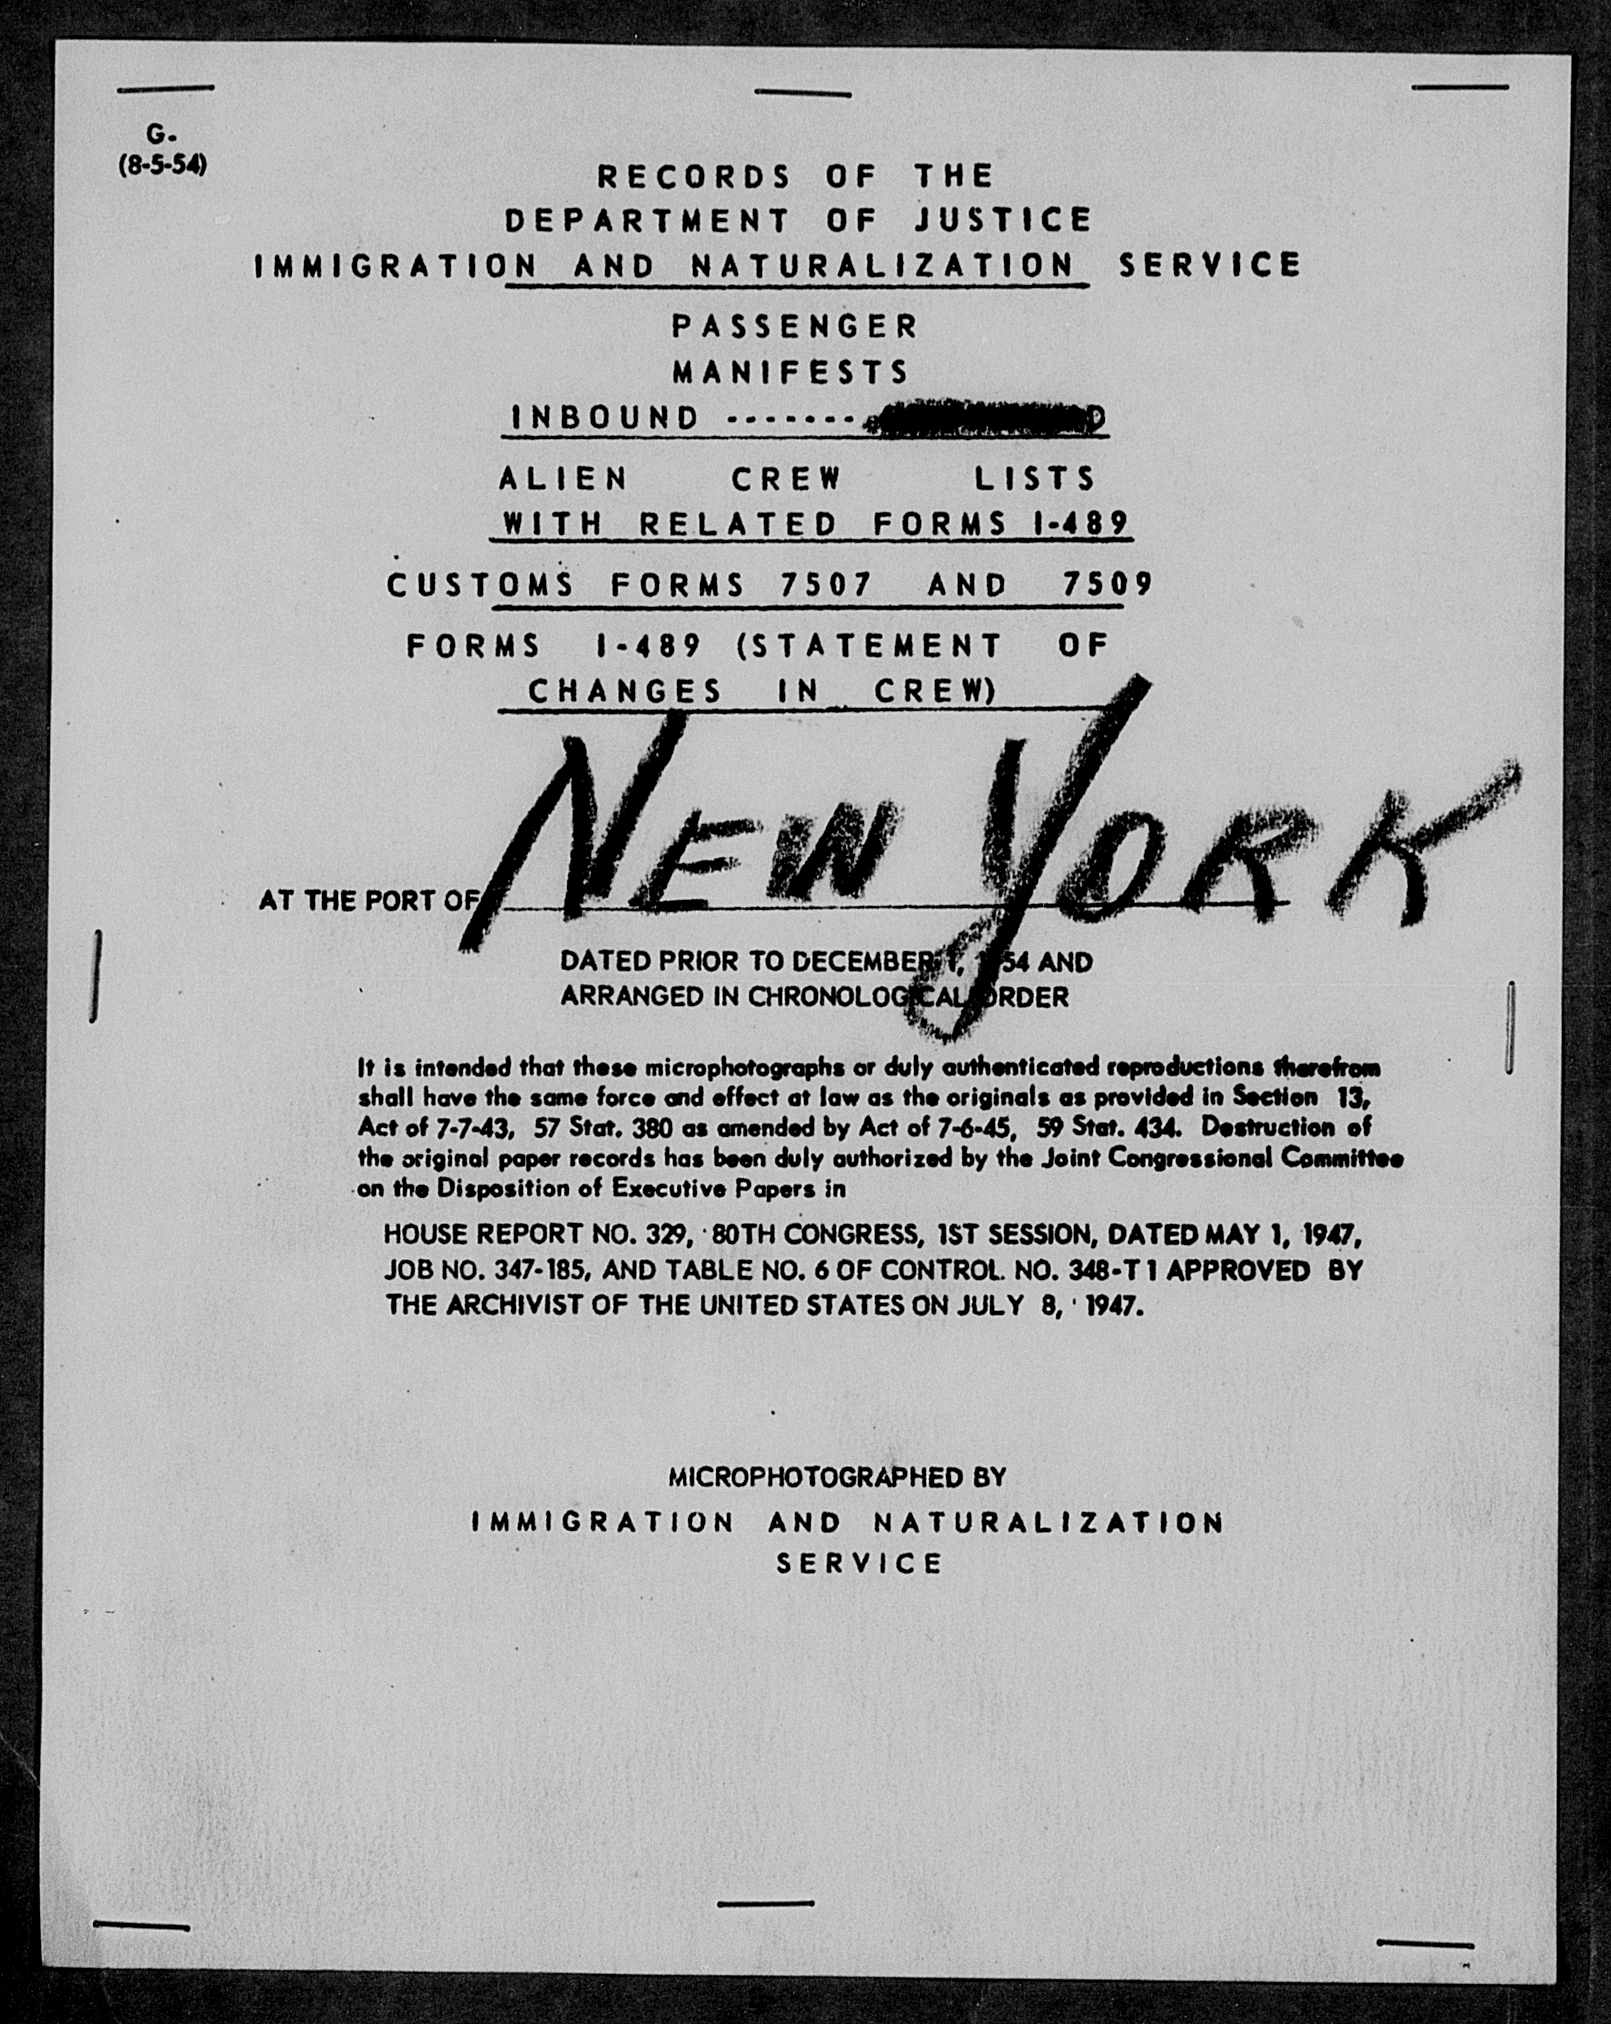 G-
(8-5-54)
RECORDS OF THE
DEPARTMENT OF JUSTICE
IMMIGRATION AND NATURALIZATION SERVICE
PASSENGER
MANIFESTS
INBOUND -------
ALIEN CREW LISTS
WITH RELATED FORMS I-489
CUSTOMS FORMS 7507 AND 7509
FORMS I-489 (STATEMENT OF
CHANGES IN CREW)
AT THE PORT OF NEW YORK
DATED PRIOR TO DECEMBER 1, 1954 AND
ARRANGED IN CHRONOLOGICAL ORDER
It is intended that these microphotographs or duly authenticated reproductions therefrom
shall have the same force and effect at law as the originals as provided in Section 13,
Act of 7-7-43, 57 Stat. 380 as amended by Act of 7-6-45, 59 Stat. 434. Destruction of
the original paper records has been duly authorized by the Joint Congressional Committee
on the Disposition of Executive Papers in
HOUSE REPORT NO. 329, 80TH CONGRESS, 1ST SESSION, DATED MAY 1, 1947,
JOB NO. 347-185, AND TABLE NO. 6 OF CONTROL NO. 348-T1 APPROVED BY
THE ARCHIVIST OF THE UNITED STATES ON JULY 8, 1947.
MICROPHOTOGRAPHED BY
IMMIGRATION AND NATURALIZATION
SERVICE